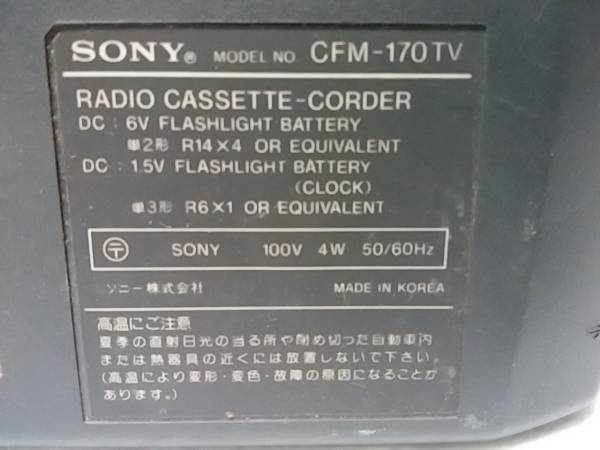 SONY® MODEL NO. CFM-170TV
RADIO CASSETTE-CORDER
DC : 6V FLASHLIGHT BATTERY
単2形 R14×4 OR EQUIVALENT
DC : 1.5V FLASHLIGHT BATTERY
(CLOCK)
単3形 R6×1 OR EQUIVALENT
〒 SONY 100V 4W 50/60Hz
ソニー株式会社 MADE IN KOREA
高温にご注意
夏季の直射日光の当る所や閉め切った自動車内
または熱器具の近くには放置しないで下さい。
(高温により変形・変色・故障の原因になることが
あります。)